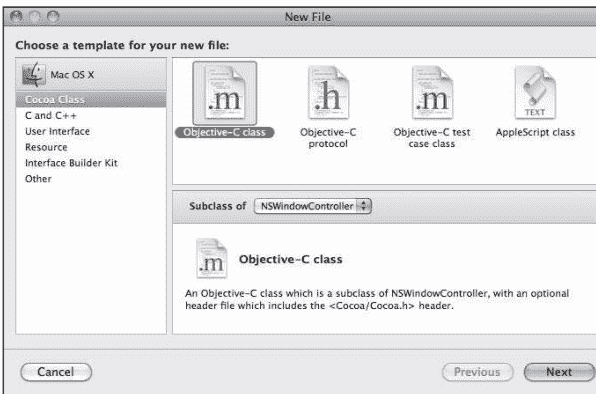 New File
Choose a template for your new file:
Mac OS X
Cocoa Class
C and C++
User Interface
Resource
Interface Builder Kit
Other
.m
Objective-C class
.h
Objective-C
protocol
.m
Objective-C test
case class
TEXT
AppleScript class
Subclass of NSWindowController
.m
Objective-C class
An Objective-C class which is a subclass of NSWindowController, with an optional
header file which includes the <Cocoa/Cocoa.h> header.
Cancel
Previous
Next